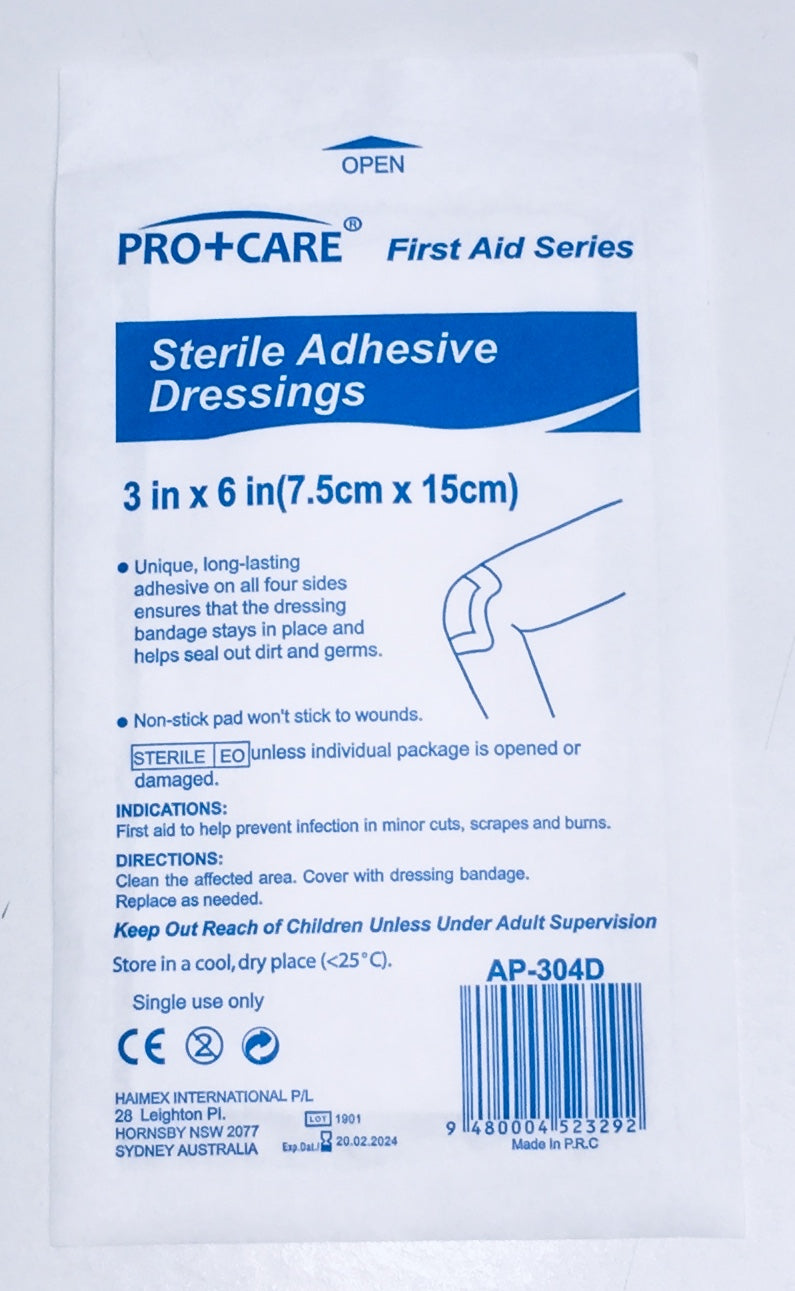 OPEN
PRO+CARE® First Aid Series
Sterile Adhesive
Dressings
3 in x 6 in(7.5cm x 15cm)
● Unique, long-lasting
adhesive on all four sides
ensures that the dressing
bandage stays in place and
helps seal out dirt and germs.
● Non-stick pad won't stick to wounds.
STERILE EO unless individual package is opened or
damaged.
INDICATIONS:
First aid to help prevent infection in minor cuts, scrapes and burns.
DIRECTIONS:
Clean the affected area. Cover with dressing bandage.
Replace as needed.
Keep Out Reach of Children Unless Under Adult Supervision
Store in a cool, dry place (<25°C).
AP-304D
Single use only
CE 2
HAIMEX INTERNATIONAL P/L
28 Leighton Pl.
HORNSBY NSW 2077
SYDNEY AUSTRALIA
LOT 1901
Exp.Dat./ 20.02.2024
9 480004 523292
Made In P.R.C